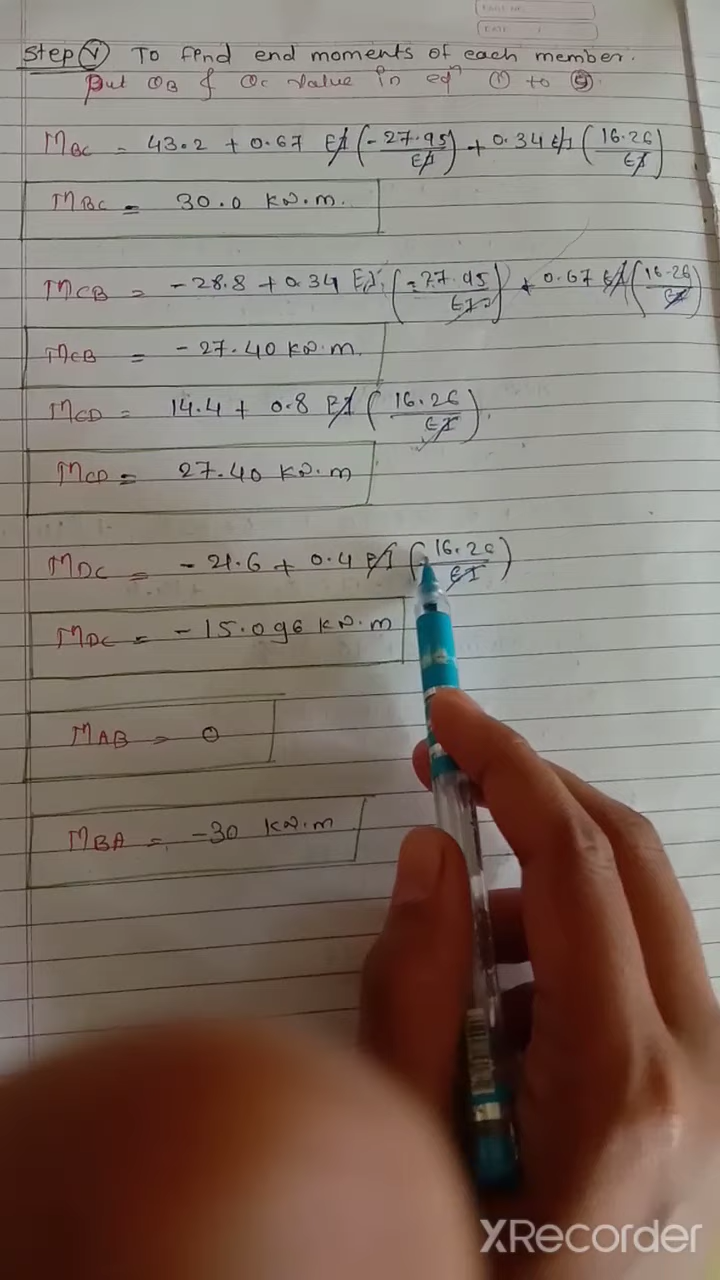 Step (V) To find end moments of each member.
Put θB & θc value in eqn (1) to (5).
MBC = 43.2 + 0.67 EI (-27.95/EI) + 0.34 EI (16.26/EI)
MBC = 30.0 KN.m.
MCB = -28.8 + 0.34 EI (-27.95/EI) + 0.67 EI (16.26/EI)
MCB = -27.40 KN.m.
MCD = 14.4 + 0.8 EI (16.26/EI).
MCD = 27.40 KN.m
MDC = -21.6 + 0.4 EI (16.26/EI)
MDC = -15.096 KN.m
MAB = 0
MBA = -30 KN.m
XRecorder